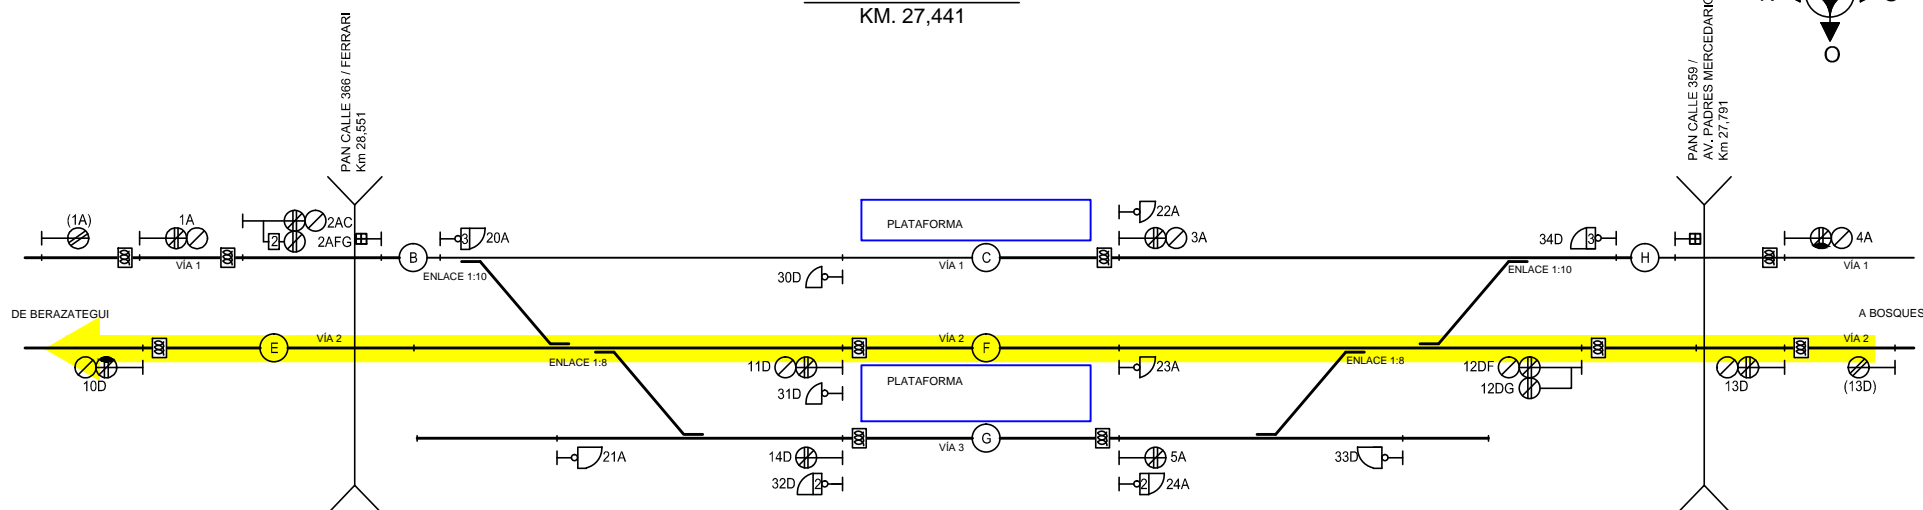 KM. 27,441
O
PAN CALLE 366 / FERRARI
Km 28,551
PAN CALLE 359 /
AV. PADRES MERCEDARIO
Km 27,791
(1A)
1A
2AC
2
2AFG
3
20A
PLATAFORMA
22A
3A
34D
3
4A
B
C
H
VÍA 1
ENLACE 1:10
30D
VÍA 1
ENLACE 1:10
VÍA 1
DE BERAZATEGUI
A BOSQUES
VÍA 2
VÍA 2
VÍA 2
E
F
10D
ENLACE 1:8
11D
23A
ENLACE 1:8
12DF
13D
(13D)
31D
PLATAFORMA
12DG
G
VÍA 3
21A
14D
5A
33D
32D
2
2
24A